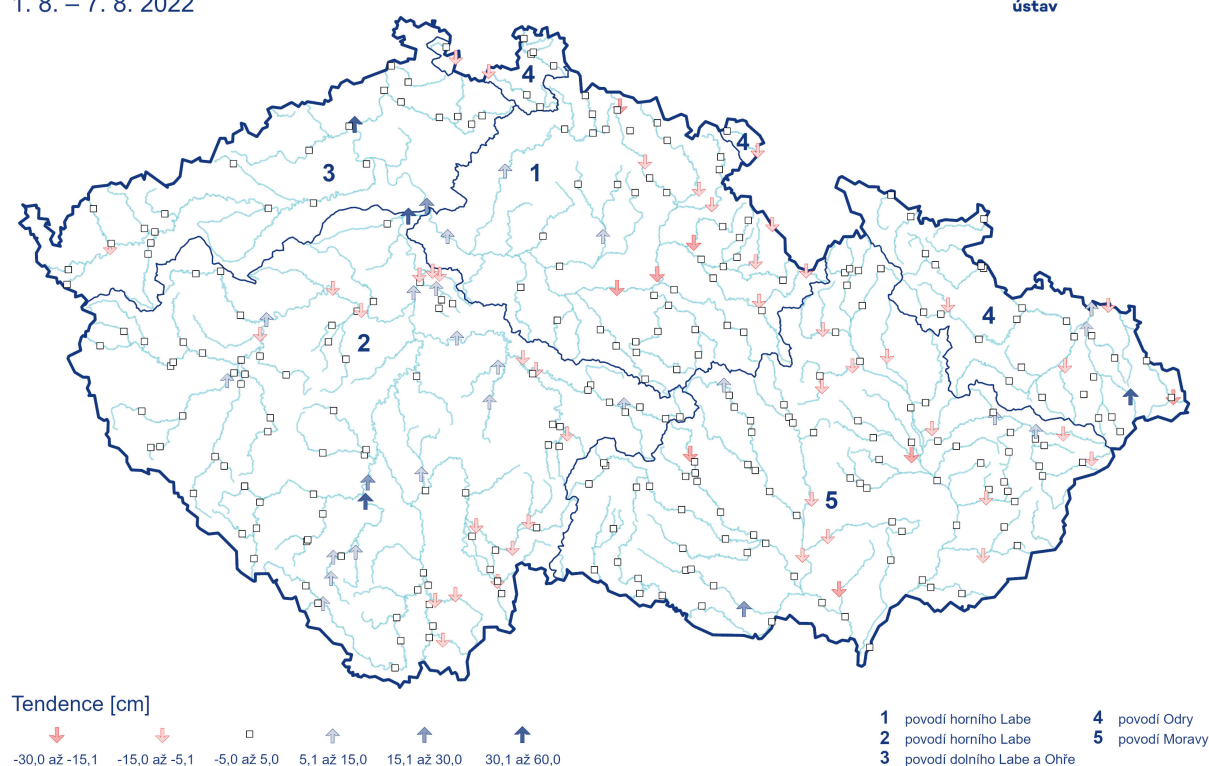 1. 8. – 7. 8. 2022
ústav
4
4
3
1
2
4
5
Tendence [cm]
-30,0 až -15,1
-15,0 až -5,1
-5,0 až 5,0
5,1 až 15,0
15,1 až 30,0
30,1 až 60,0
1 povodí horního Labe
2 povodí horního Labe
3 povodí dolního Labe a Ohře
4 povodí Odry
5 povodí Moravy